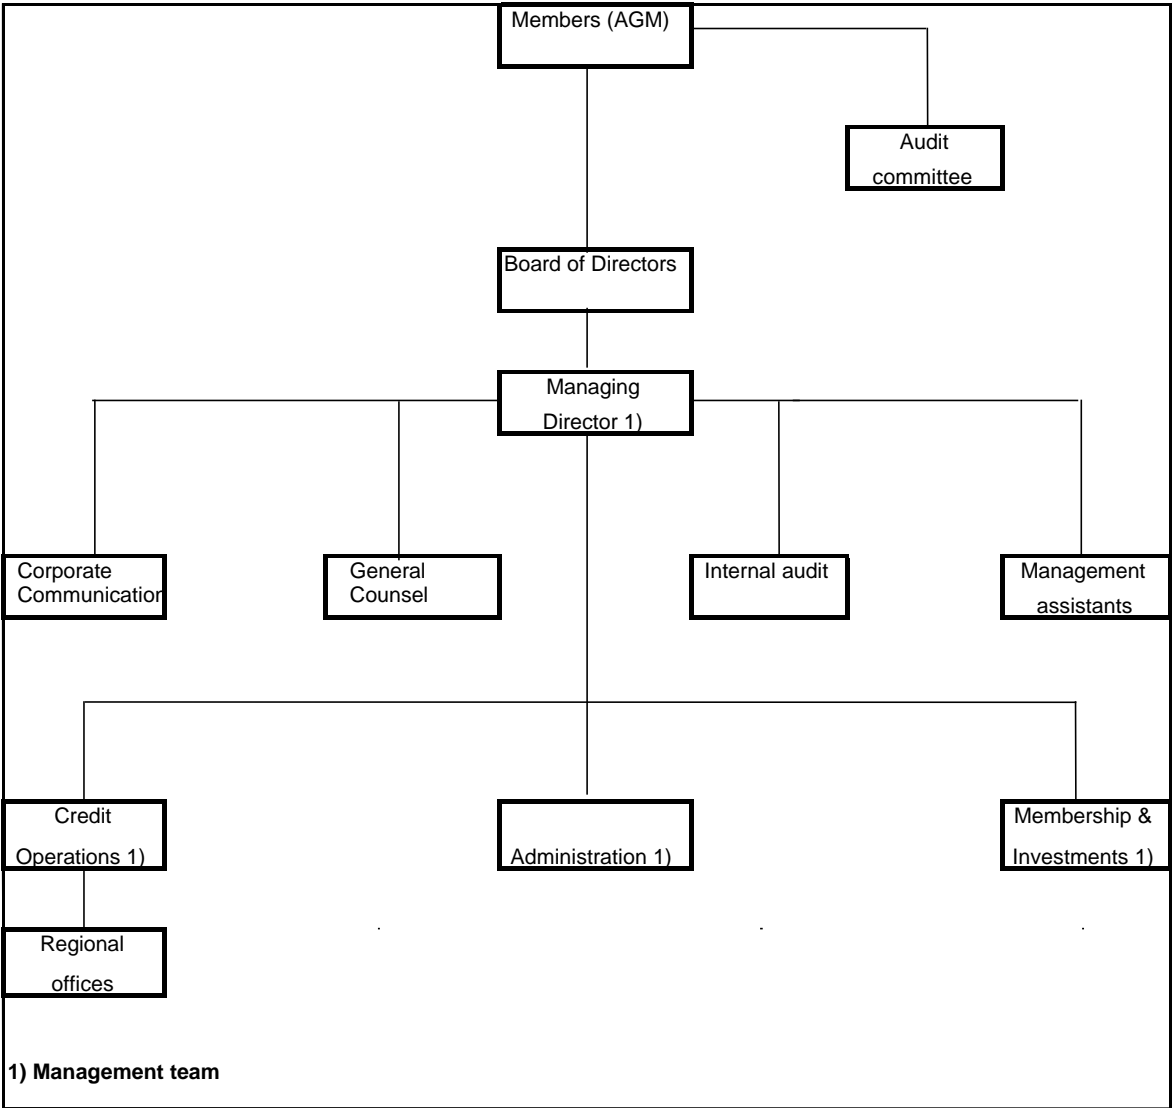 Members (AGM)
Audit
committee
Board of Directors
Managing
Director 1)
Corporate
Communication
General
Counsel
Internal audit
Management
assistants
Credit
Operations 1)
Administration 1)
Membership &
Investments 1)
Regional
offices
1) Management team